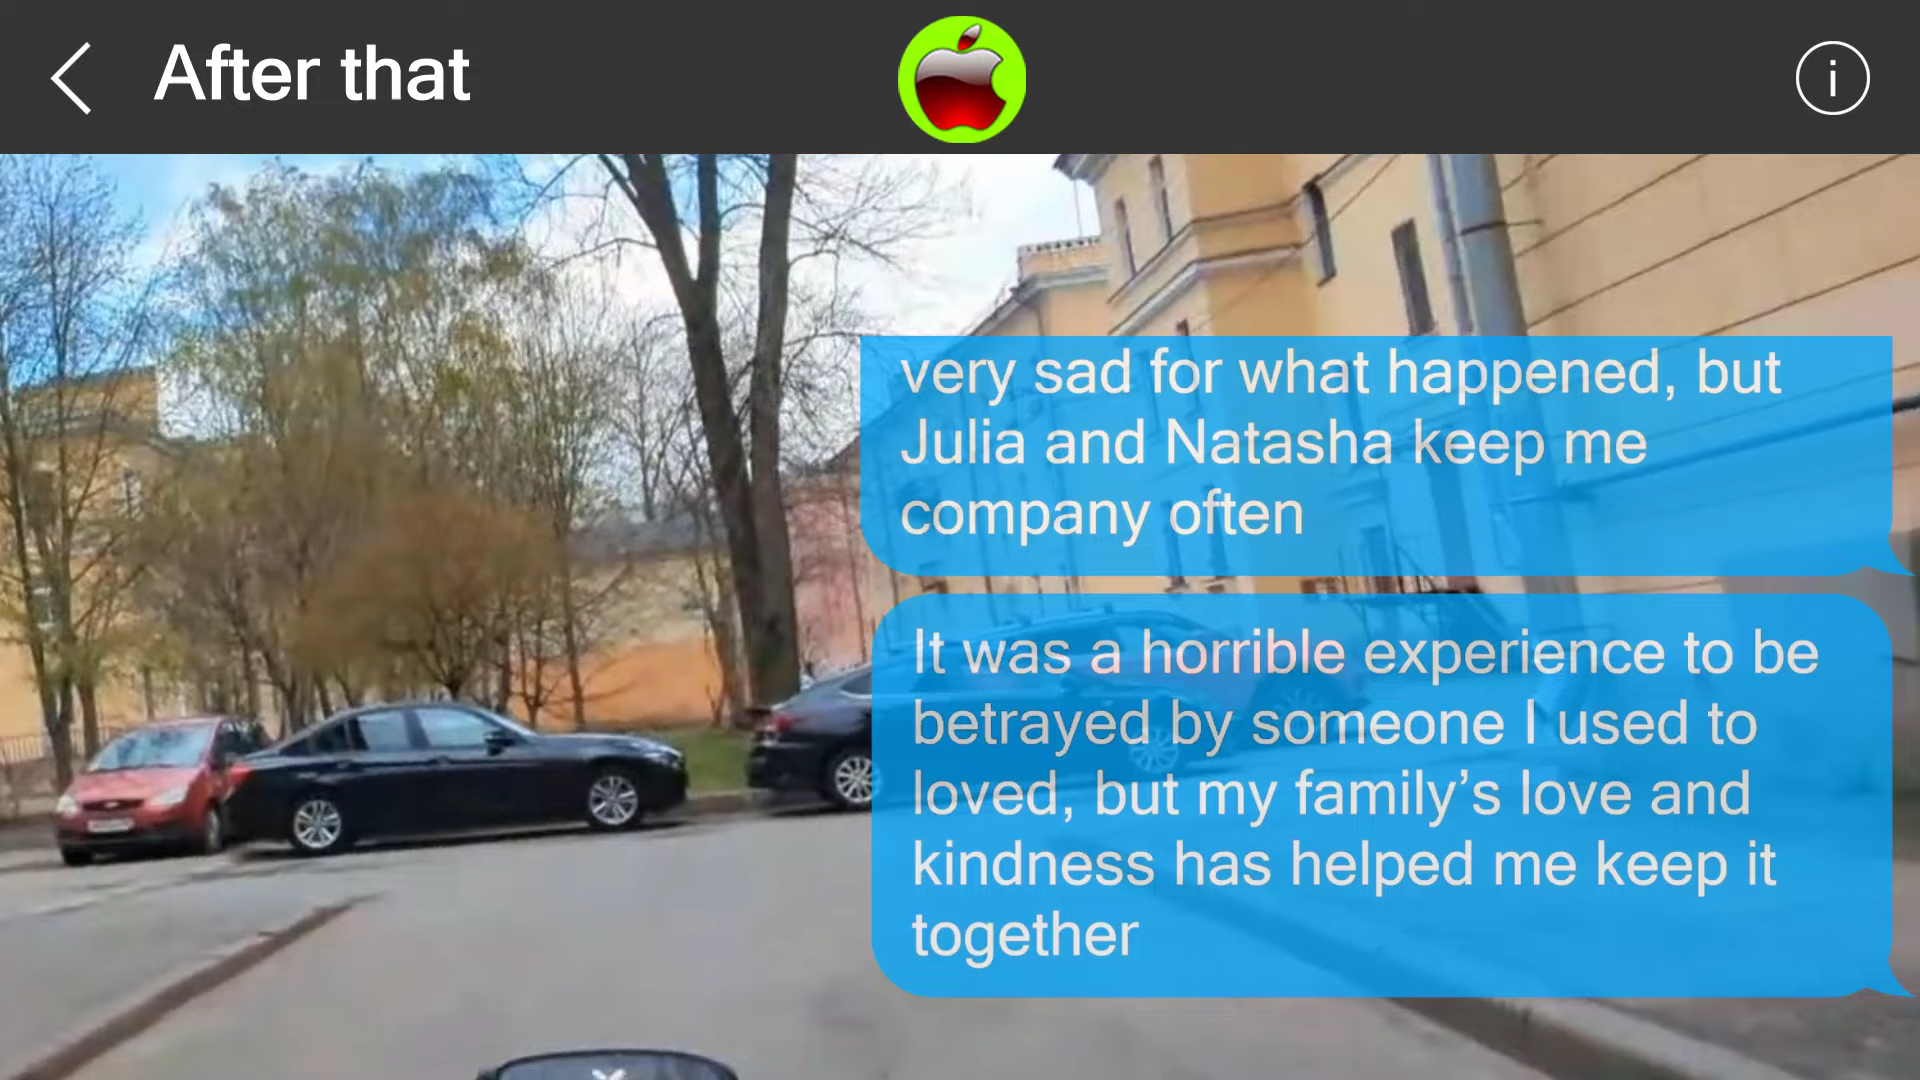 After that
very sad for what happened, but
Julia and Natasha keep me
company often
It was a horrible experience to be
betrayed by someone I used to
loved, but my family’s love and
kindness has helped me keep it
together